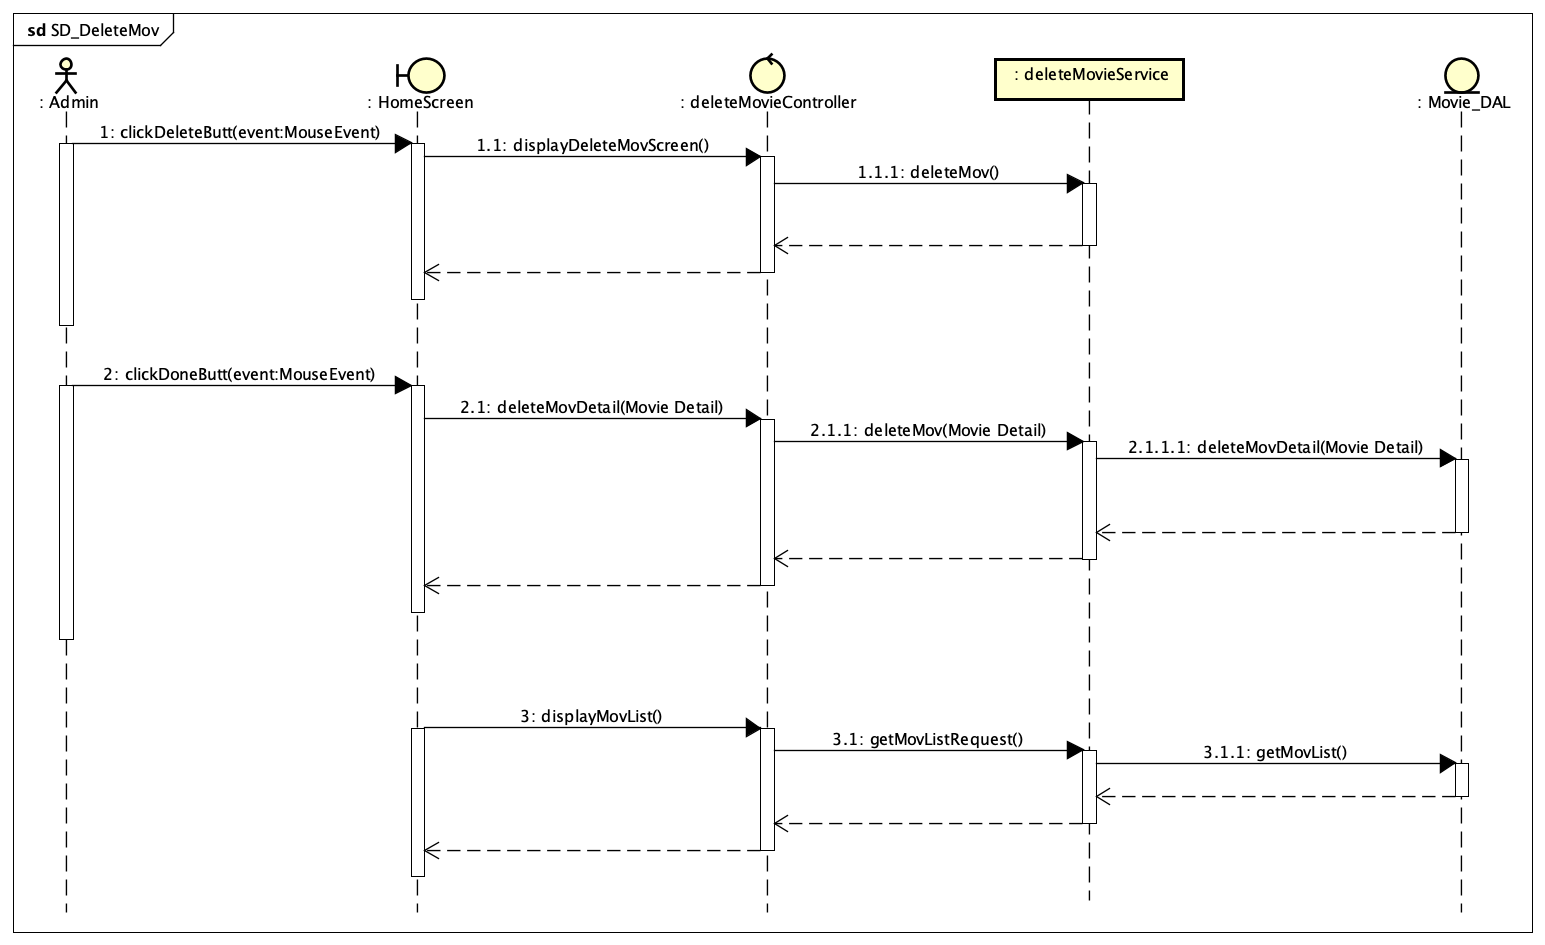 sd SD_DeleteMov
: Admin
: HomeScreen
: deleteMovieController
: deleteMovieService
: Movie_DAL
1: clickDeleteButt(event:MouseEvent)
1.1: displayDeleteMovScreen()
1.1.1: deleteMov()
2: clickDoneButt(event:MouseEvent)
2.1: deleteMovDetail(Movie Detail)
2.1.1: deleteMov(Movie Detail)
2.1.1.1: deleteMovDetail(Movie Detail)
3: displayMovList()
3.1: getMovListRequest()
3.1.1: getMovList()